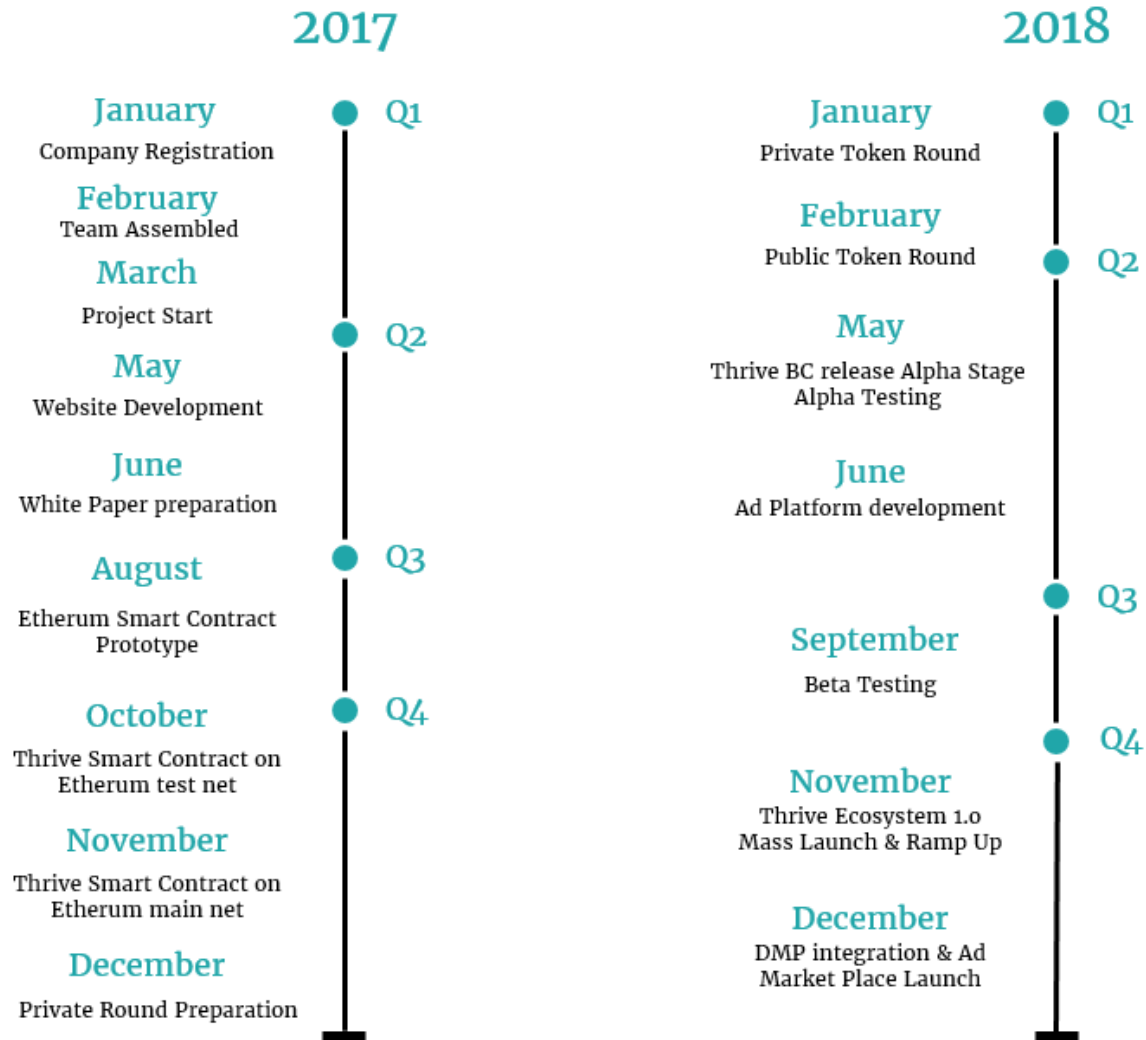 2017
January
Q1
Company Registration
February
Team Assembled
March
Project Start
Q2
May
Website Development
June
White Paper preparation
Q3
August
Etherum Smart Contract
Prototype
Q4
October
Thrive Smart Contract on
Etherum test net
November
Thrive Smart Contract on
Etherum main net
December
Private Round Preparation
2018
January
Q1
Private Token Round
February
Public Token Round
Q2
May
Thrive BC release Alpha Stage
Alpha Testing
June
Ad Platform development
Q3
September
Beta Testing
Q4
November
Thrive Ecosystem 1.0
Mass Launch & Ramp Up
December
DMP integration & Ad
Market Place Launch